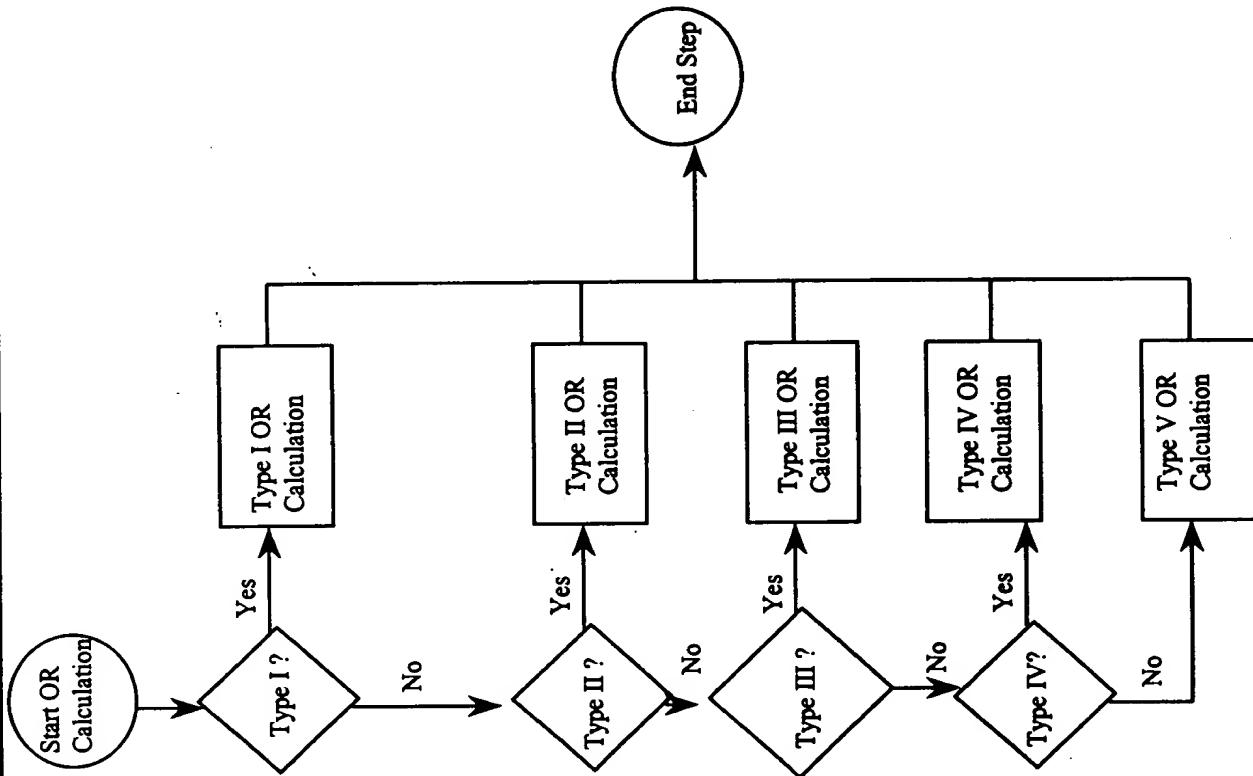 Start OR
Calculation
Type I ?
Yes
Type I OR
Calculation
No
Type II ?
Yes
Type II OR
Calculation
No
Type III ?
Yes
Type III OR
Calculation
No
Type IV?
Yes
Type IV OR
Calculation
No
Type V OR
Calculation
End Step